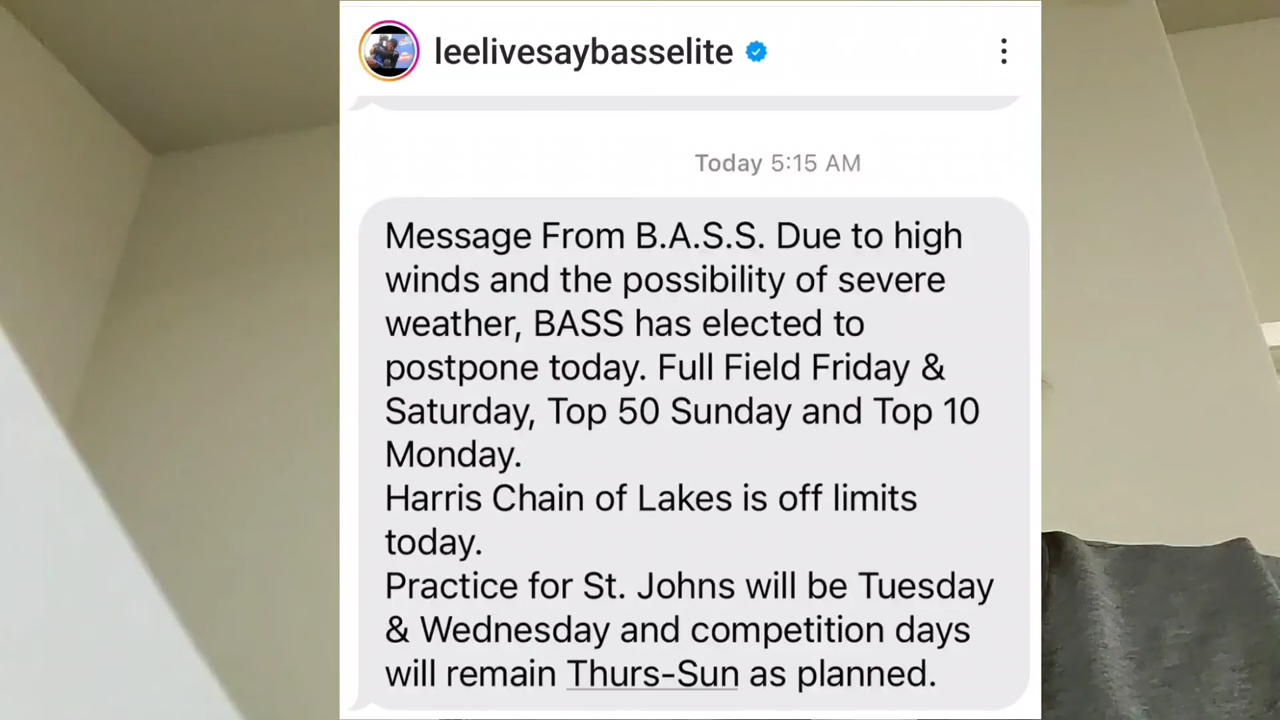 leelivesaybasselite
Today 5:15 AM
Message From B.A.S.S. Due to high
winds and the possibility of severe
weather, BASS has elected to
postpone today. Full Field Friday &
Saturday, Top 50 Sunday and Top 10
Monday.
Harris Chain of Lakes is off limits
today.
Practice for St. Johns will be Tuesday
& Wednesday and competition days
will remain Thurs-Sun as planned.